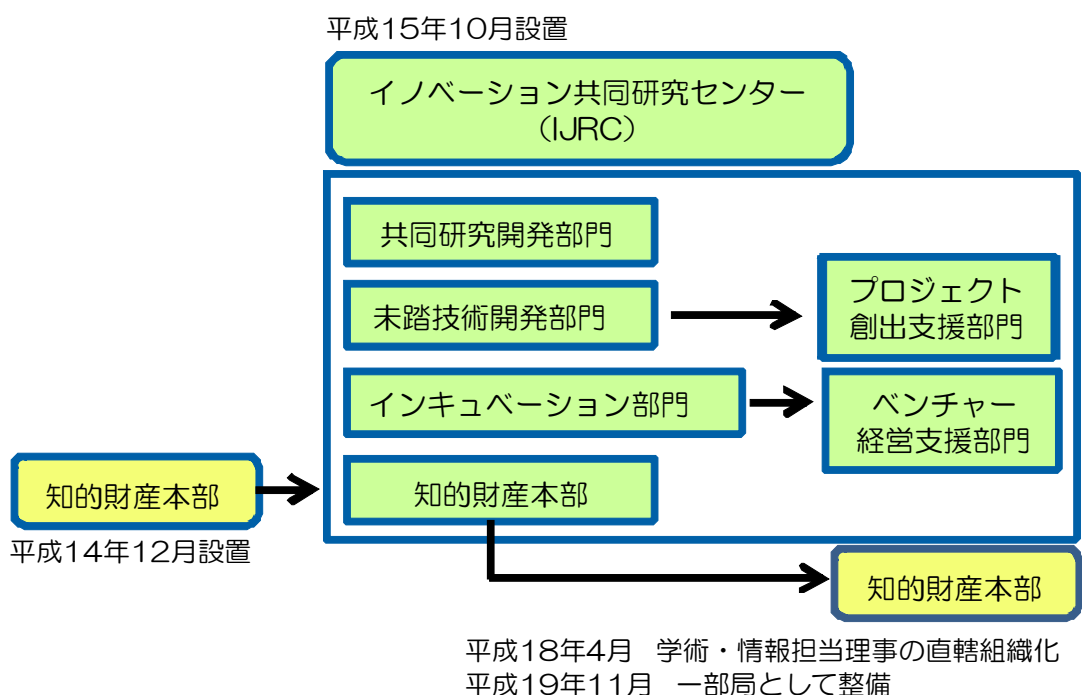 平成15年10月設置
イノベーション共同研究センター
（IJRC）
共同研究開発部門
未踏技術開発部門
プロジェクト
創出支援部門
インキュベーション部門
ベンチャー
経営支援部門
知的財産本部
平成14年12月設置
知的財産本部
知的財産本部
平成18年4月　学術・情報担当理事の直轄組織化
平成19年11月　一部局として整備